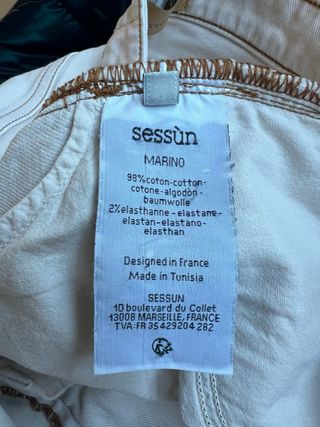 sessùn
MARINO
98%coton-cotton-
cotone-algodón-
baumwolle
2%elasthanne-elastane-
elastan-elastano-
elasthan
Designed in France
Made in Tunisia
SESSUN
10 boulevard du Collet
13008 MARSEILLE, FRANCE
TVA:FR 35429204 282